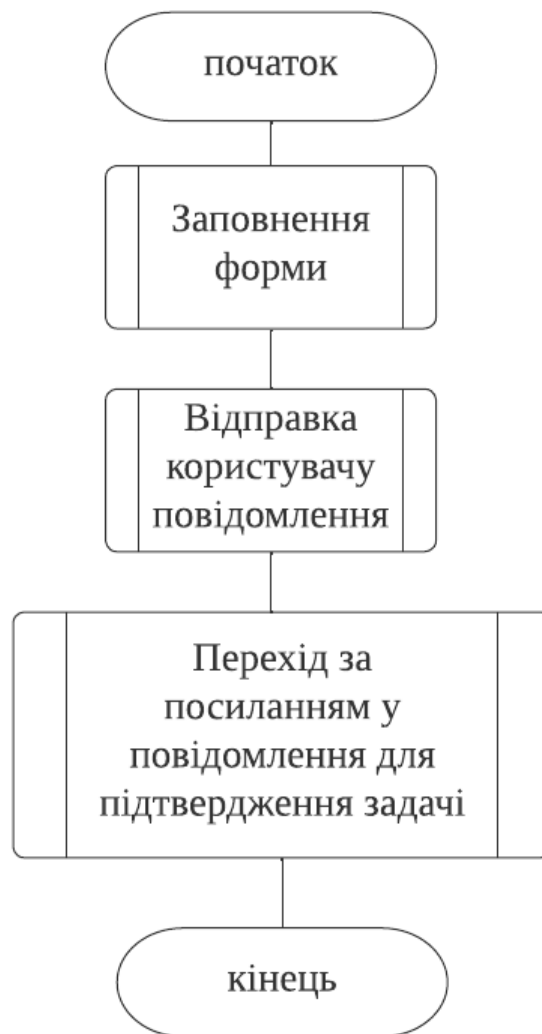 початок
Заповнення
форми
Відправка
користувачу
повідомлення
Перехід за
посиланням у
повідомлення для
підтвердження задачі
кінець